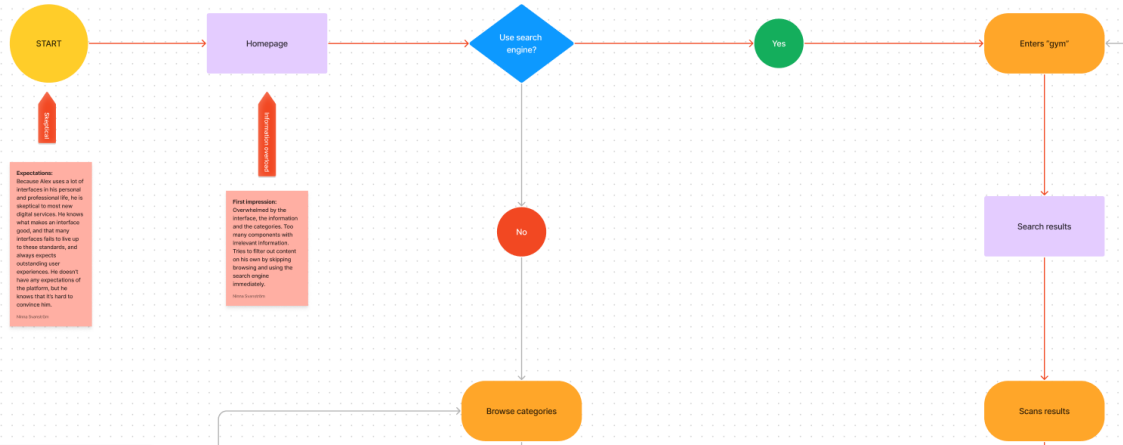 START
Homepage
Use search
engine?
Yes
Enters "gym"
Skeptical
Information overload
Expectations:
Because Alex uses a lot of
interfaces in his personal
and professional life, he is
skeptical to most new
digital services. He knows
what makes an interface
good, and that many
interfaces fails to live up
to these standards, and
always expects
outstanding user
experiences. He doesn't
have any expectations of
the platform, but he
knows that it's hard to
convince him.
First impression:
Overwhelmed by the
interface, the information
and the categories. Too
many components with
irrelevant information.
Tries to filter out content
on his own by skipping
browsing and using the
search engine
immediately.
No
Search results
Browse categories
Scans results